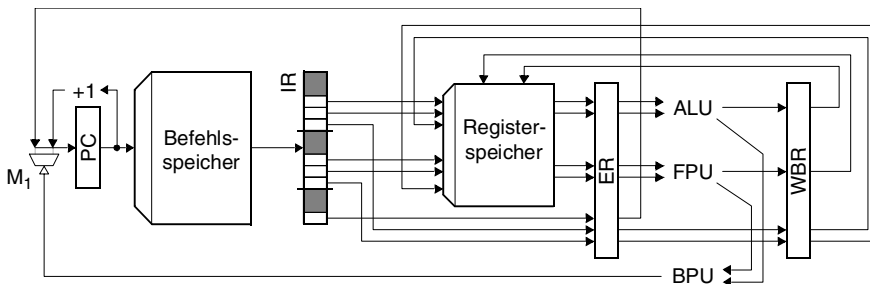 +1
M1
PC
Befehls-
speicher
IR
Register-
speicher
ER
ALU
FPU
BPU
WBR